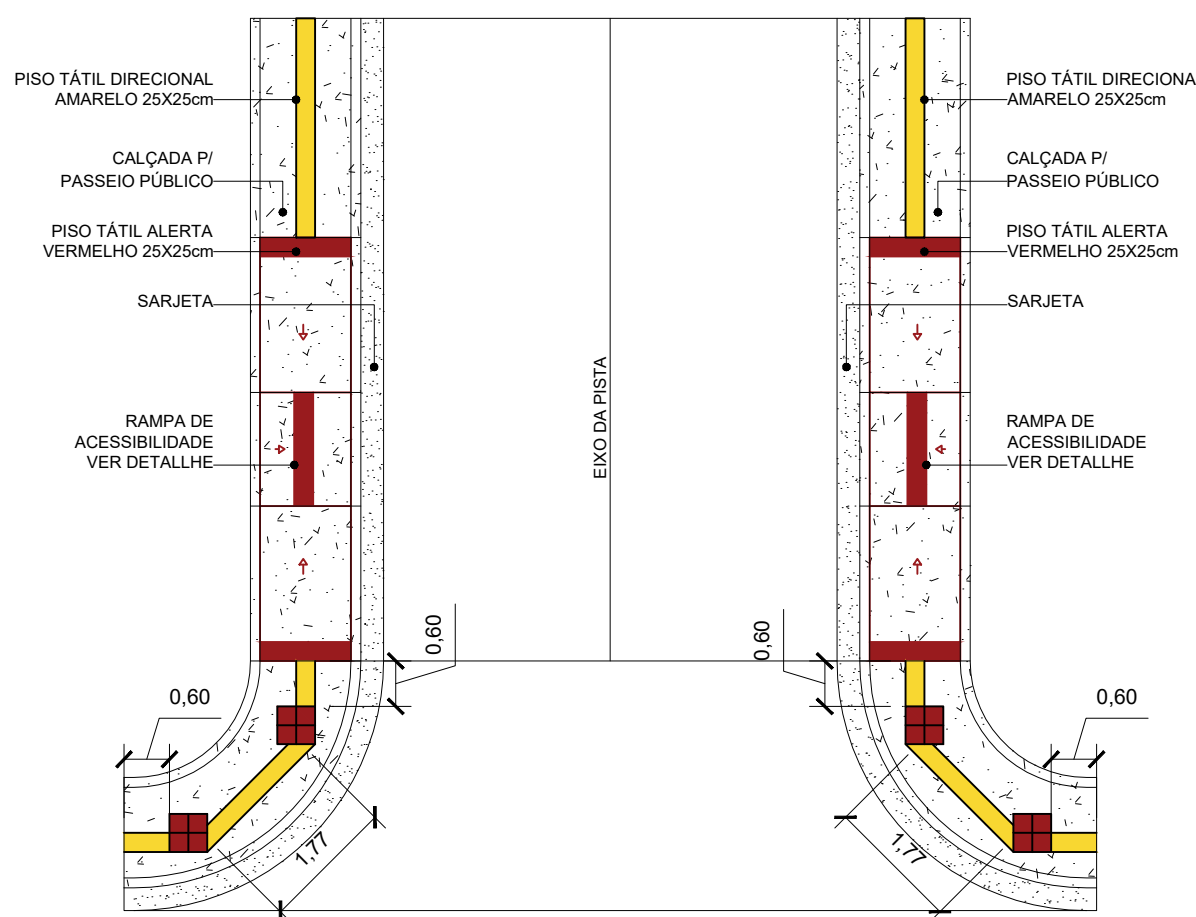 PISO TÁTIL DIRECIONAL
AMARELO 25X25cm
CALÇADA P/
PASSEIO PÚBLICO
PISO TÁTIL ALERTA
VERMELHO 25X25cm
SARJETA
RAMPA DE
ACESSIBILIDADE
VER DETALLHE
0,60
0,60
1,77
EIXO DA PISTA
PISO TÁTIL DIRECIONA
AMARELO 25X25cm
CALÇADA P/
PASSEIO PÚBLICO
PISO TÁTIL ALERTA
VERMELHO 25X25cm
SARJETA
RAMPA DE
ACESSIBILIDADE
VER DETALLHE
0,60
0,60
1,77